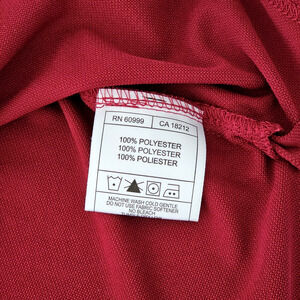 RN 60999 CA 18212
100% POLYESTER
100% POLYESTER
100% POLIESTER
MACHINE WASH COLD GENTLE
DO NOT USE FABRIC SOFTENER
NO BLEACH